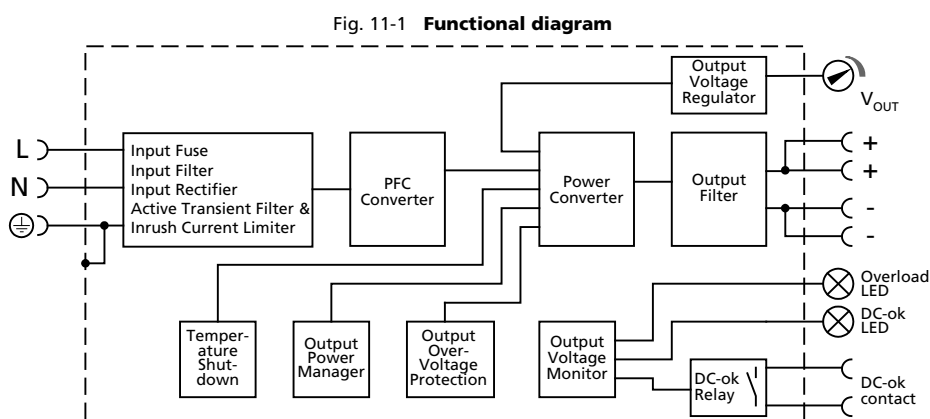 Fig. 11-1 Functional diagram
Output
Voltage
Regulator
V_OUT
L
N
Input Fuse
Input Filter
Input Rectifier
Active Transient Filter &
Inrush Current Limiter
PFC
Converter
Power
Converter
Output
Filter
+
+
-
-
Overload
LED
DC-ok
LED
Temper-
ature
Shut-
down
Output
Power
Manager
Output
Over-
Voltage
Protection
Output
Voltage
Monitor
DC-ok
Relay
DC-ok
contact